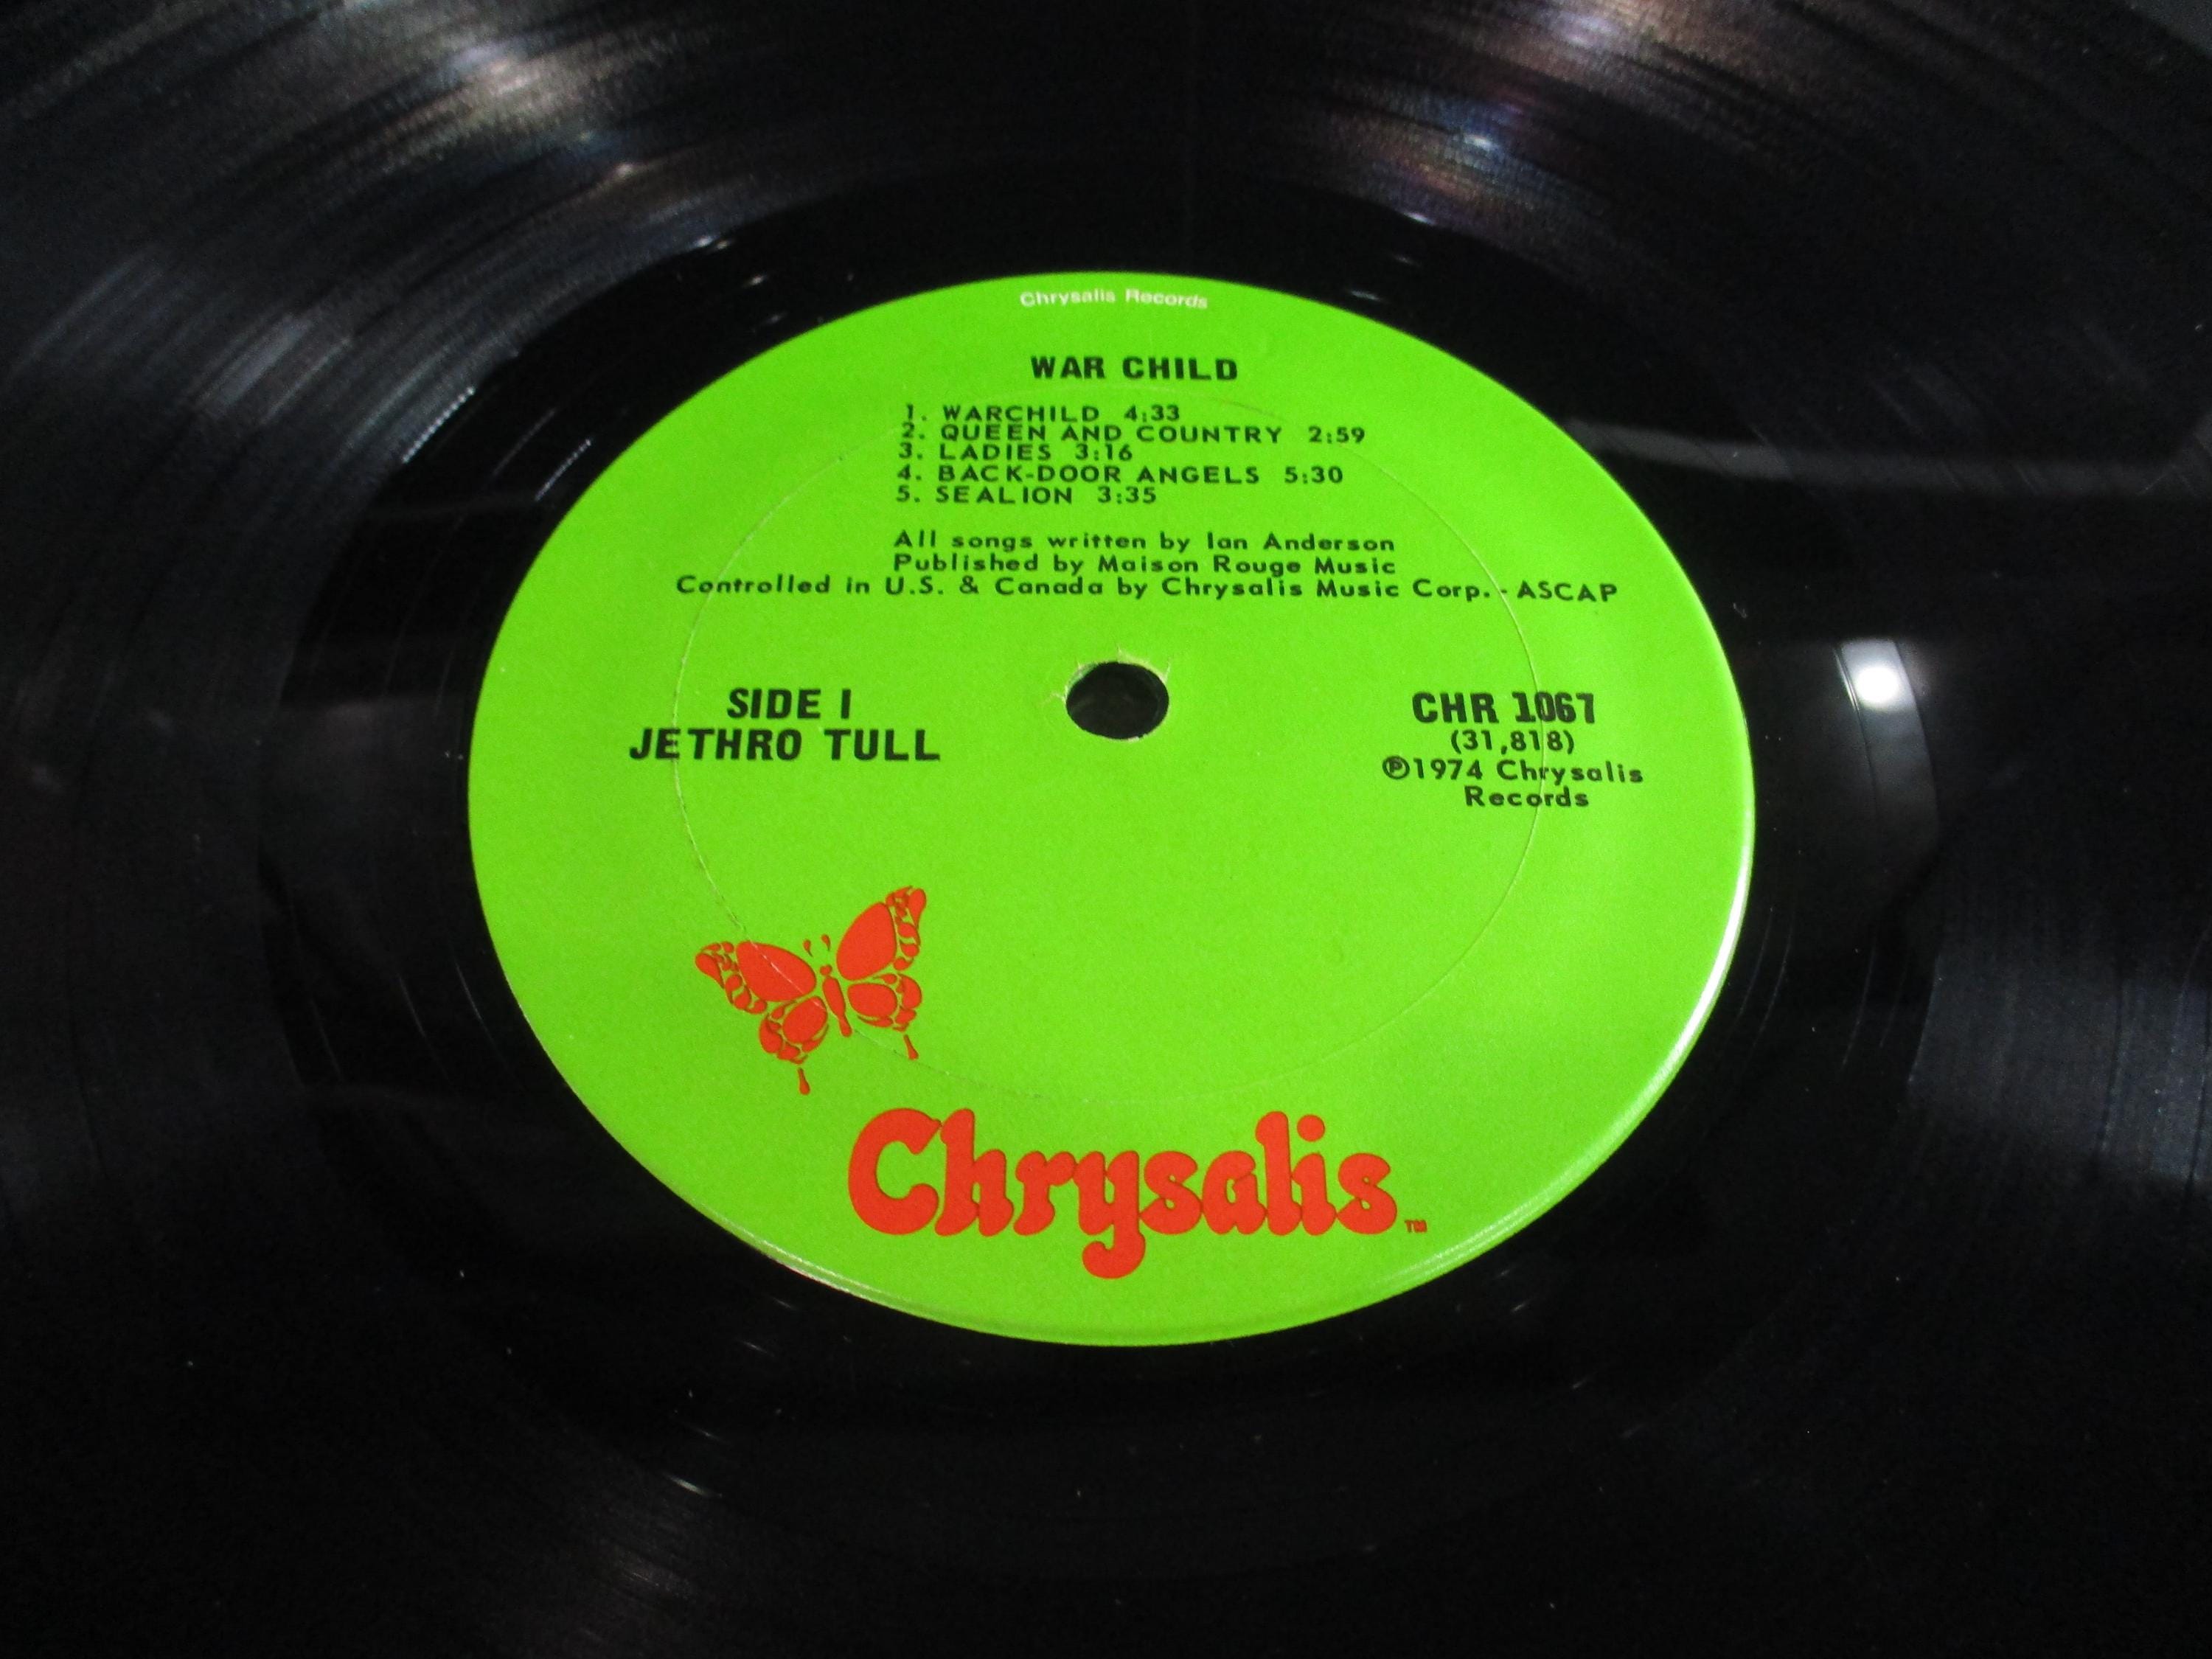 Chrysalis Records
WAR CHILD
1. WARCHILD 4:33
2. QUEEN AND COUNTRY 2:59
3. LADIES 3:16
4. BACK-DOOR ANGELS 5:30
5. SEALION 3:35
All songs written by Ian Anderson
Published by Maison Rouge Music
Controlled in U.S. & Canada by Chrysalis Music Corp. - ASCAP
SIDE I
JETHRO TULL
CHR 1067
(31,818)
℗1974 Chrysalis
Records
Chrysalis™